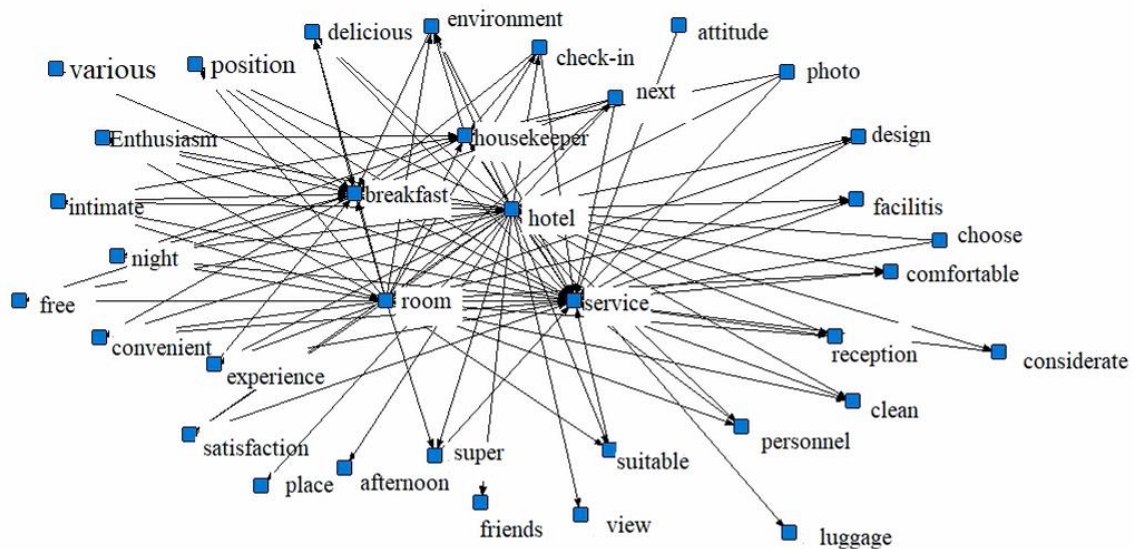 environment
delicious
attitude
check-in
position
various
photo
next
design
housekeeper
Enthusiasm
breakfast
intimate
facilitis
hotel
choose
night
comfortable
free
room
service
convenient
reception
considerate
experience
clean
personnel
satisfaction
super
suitable
place
afternoon
friends
view
luggage